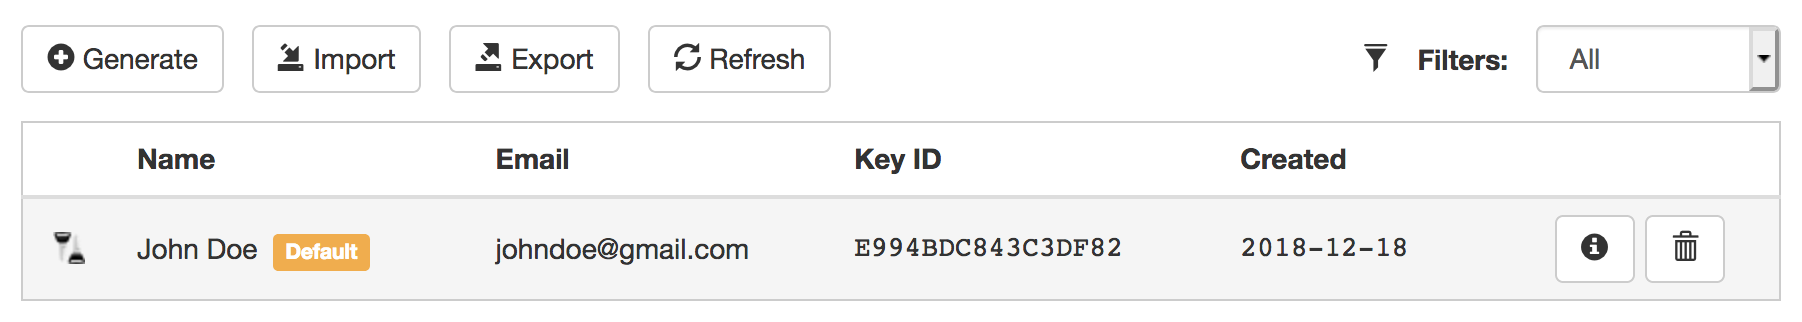 Generate Import Export Refresh Filters: All
Name Email Key ID Created
John Doe Default johndoe@gmail.com E994BDC843C3DF82 2018-12-18